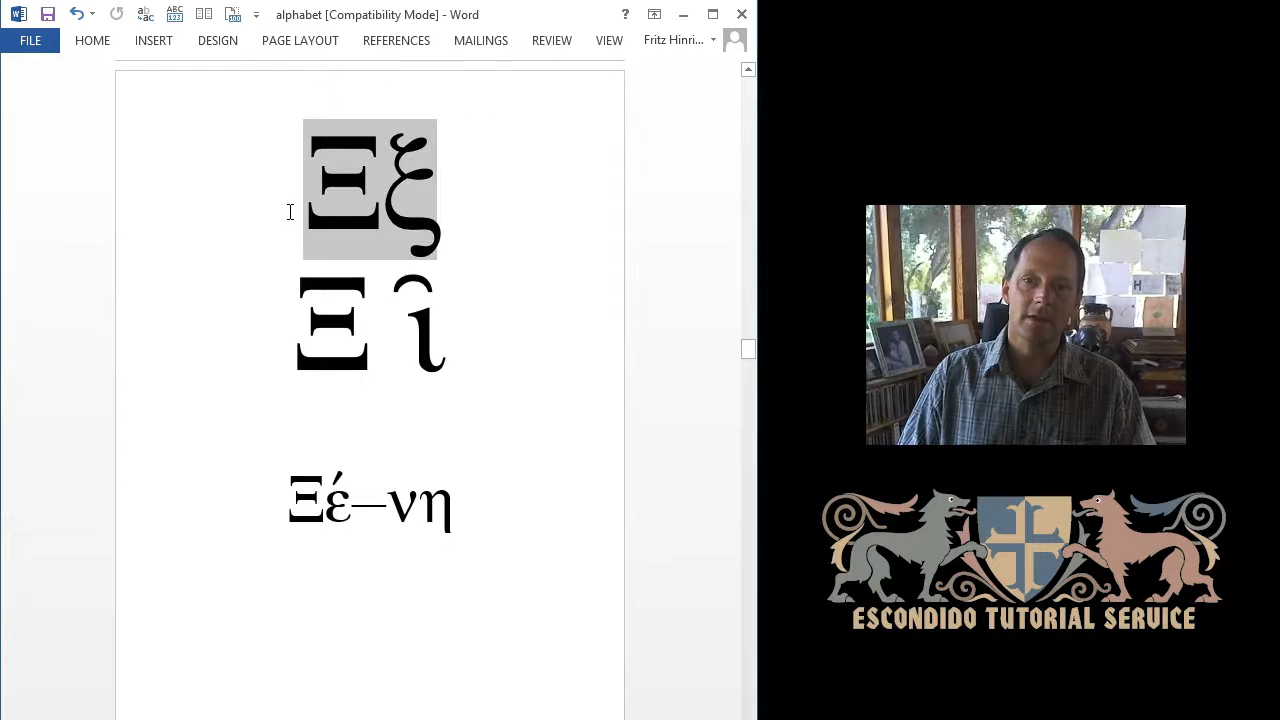 alphabet [Compatibility Mode] - Word
FILE HOME INSERT DESIGN PAGE LAYOUT REFERENCES MAILINGS REVIEW VIEW Fritz Hinri...
Ξξ
Ξ ῖ
Ξέ–νη
ESCONDIDO TUTORIAL SERVICE